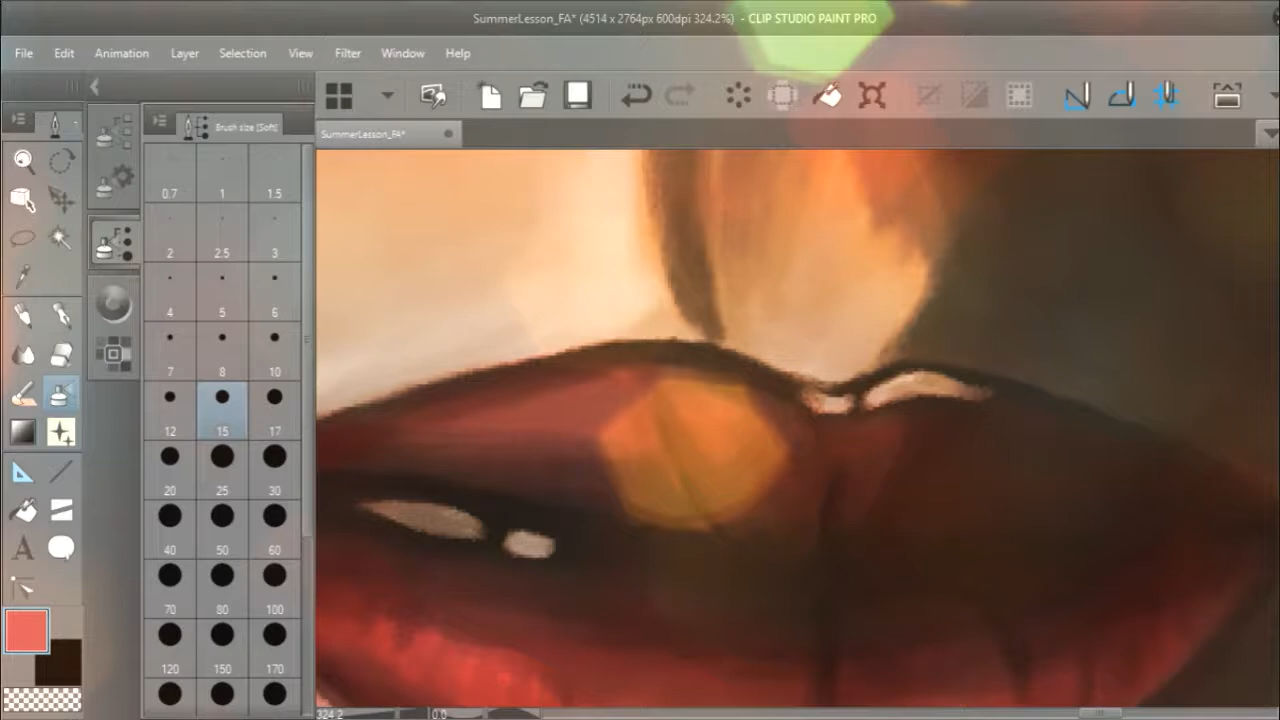 SummerLesson_FA* (4514 x 2764px 600dpi 324.2%) - CLIP STUDIO PAINT PRO
File Edit Animation Layer Selection View Filter Window Help
Brush size [Soft]
SummerLesson_FA*
0.7 1 1.5
2 2.5 3
4 5 6
7 8 10
12 15 17
20 25 30
40 50 60
70 80 100
120 150 170
324.2 0.0